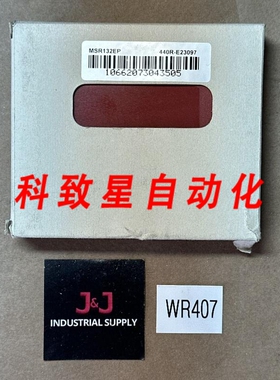 MSR132EP 440R-E23097
10662073043505
科致星自动化
J&J
INDUSTRIAL SUPPLY
WR407